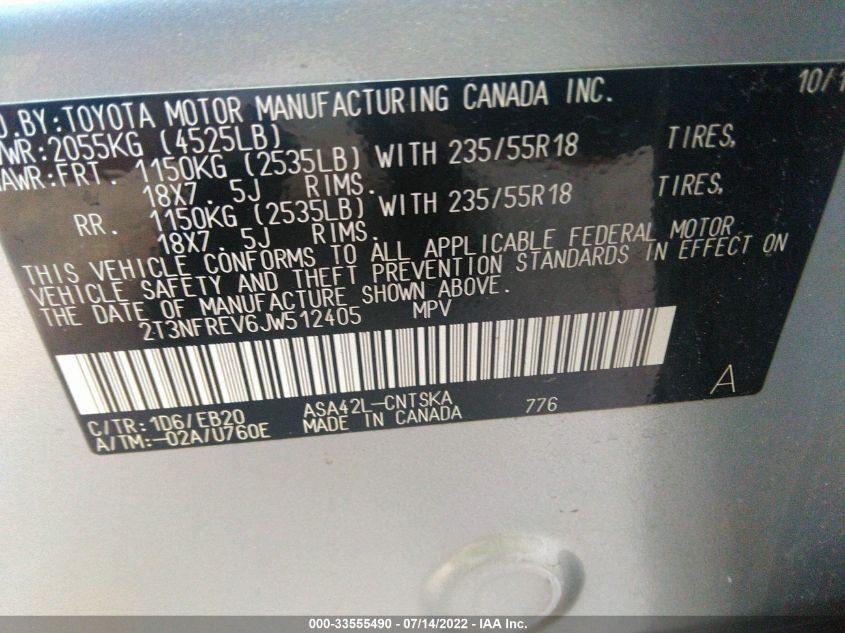 D.BY:TOYOTA MOTOR MANUFACTURING CANADA INC. 10/1
WR:2055KG (4525LB)
AWR:FRT. 1150KG (2535LB) WITH 235/55R18 TIRES,
18X7. 5J RIMS.
RR. 1150KG (2535LB) WITH 235/55R18 TIRES,
18X7. 5J RIMS.
THIS VEHICLE CONFORMS TO ALL APPLICABLE FEDERAL MOTOR
VEHICLE SAFETY AND THEFT PREVENTION STANDARDS IN EFFECT ON
THE DATE OF MANUFACTURE SHOWN ABOVE.
2T3NFREV6JW512405 MPV
C/TR: 1D6/EB20 ASA42L-CNTSKA 776 A
A/TM:-02A/U760E MADE IN CANADA
000-33555490 - 07/14/2022 - IAA Inc.